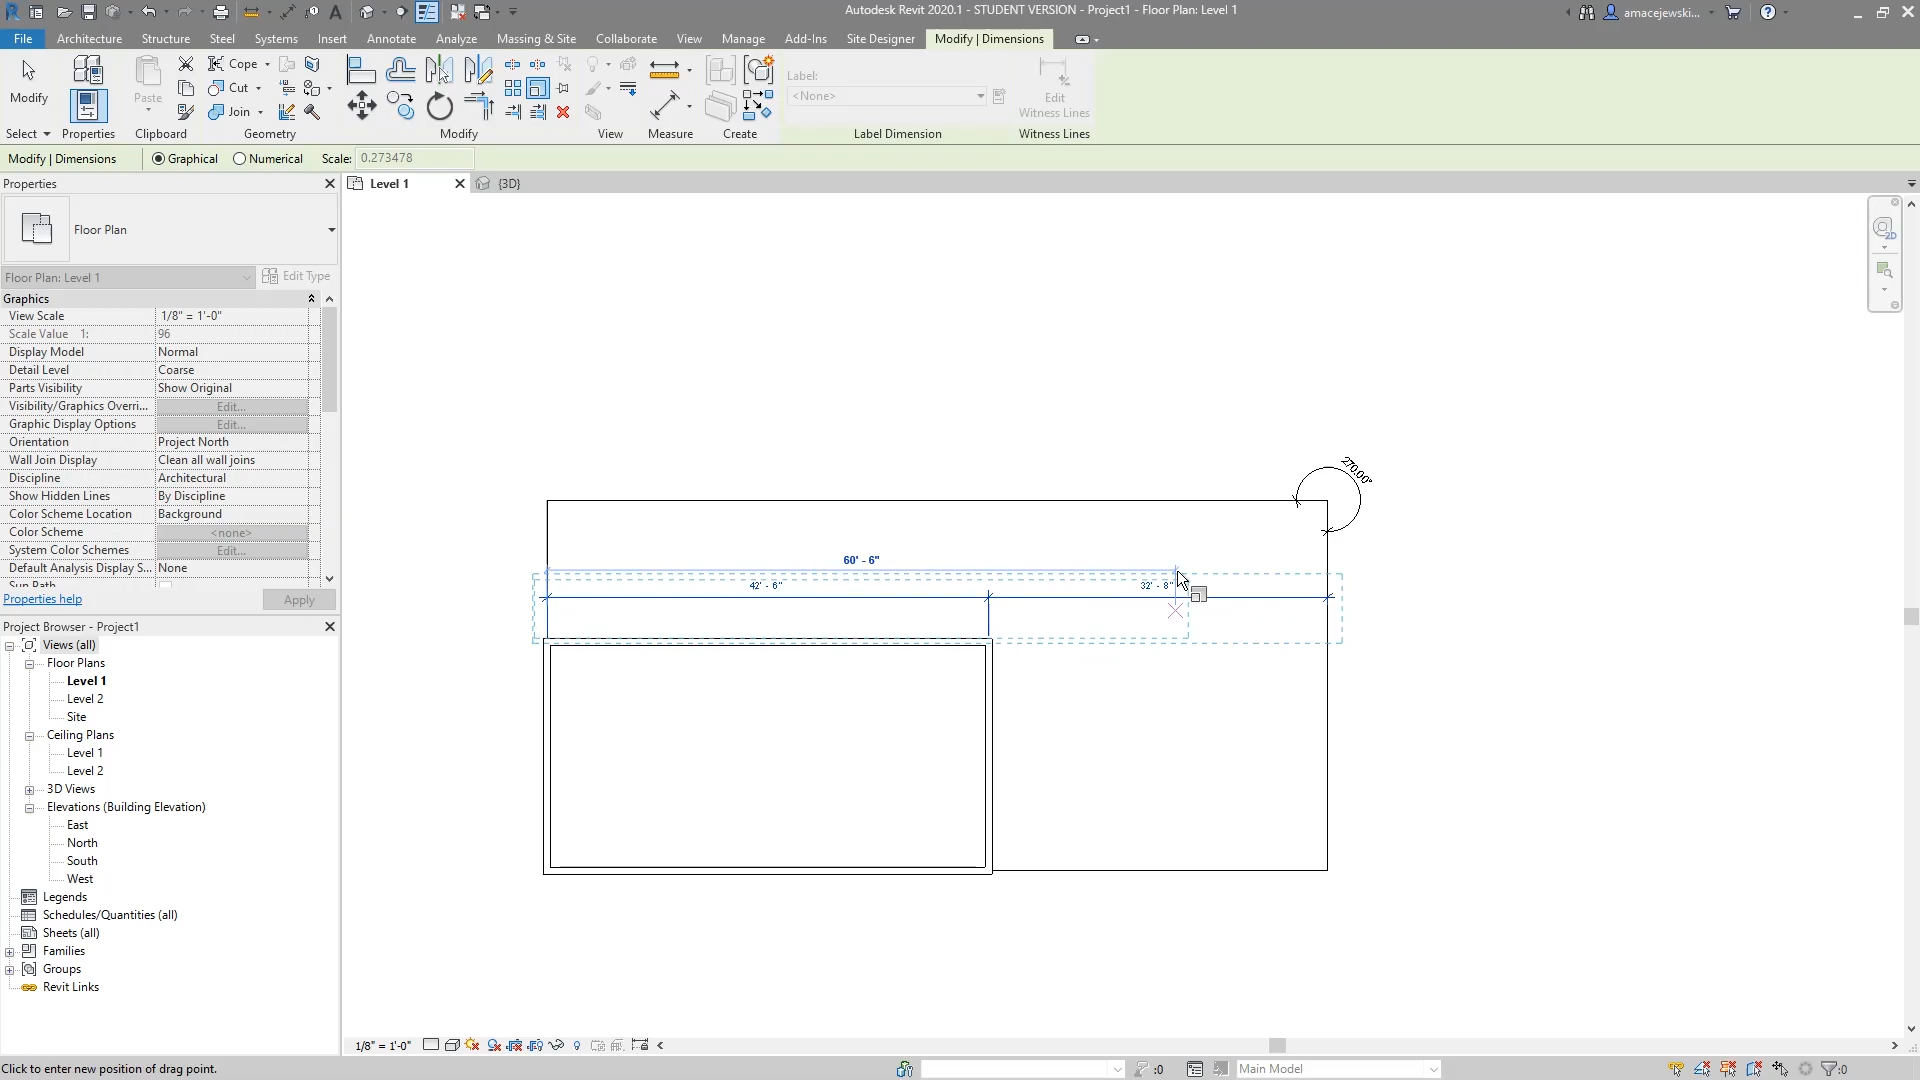 Autodesk Revit 2020.1 - STUDENT VERSION - Project1 - Floor Plan: Level 1
amacejewski...
File Architecture Structure Steel Systems Insert Annotate Analyze Massing & Site Collaborate View Manage Add-Ins Site Designer Modify | Dimensions
Modify
Paste
Cope
Cut
Join
Label:
<None>
Edit
Witness Lines
Select Properties Clipboard Geometry Modify View Measure Create Label Dimension Witness Lines
Modify | Dimensions Graphical Numerical Scale: 0.273478
Properties
Level 1
{3D}
2D
Floor Plan
Floor Plan: Level 1 Edit Type
Graphics
View Scale 1/8" = 1'-0"
Scale Value 1: 96
Display Model Normal
Detail Level Coarse
Parts Visibility Show Original
Visibility/Graphics Overri... Edit...
Graphic Display Options Edit...
Orientation Project North
Wall Join Display Clean all wall joins
Discipline Architectural
Show Hidden Lines By Discipline
Color Scheme Location Background
Color Scheme <none>
System Color Schemes Edit...
Default Analysis Display S... None
Sun Path
Properties help Apply
Project Browser - Project1
Views (all)
Floor Plans
Level 1
Level 2
Site
Ceiling Plans
Level 1
Level 2
3D Views
Elevations (Building Elevation)
East
North
South
West
Legends
Schedules/Quantities (all)
Sheets (all)
Families
Groups
Revit Links
270.00°
60' - 6"
42' - 6"
32' - 8"
1/8" = 1'-0"
Click to enter new position of drag point.
:0
Main Model
:0